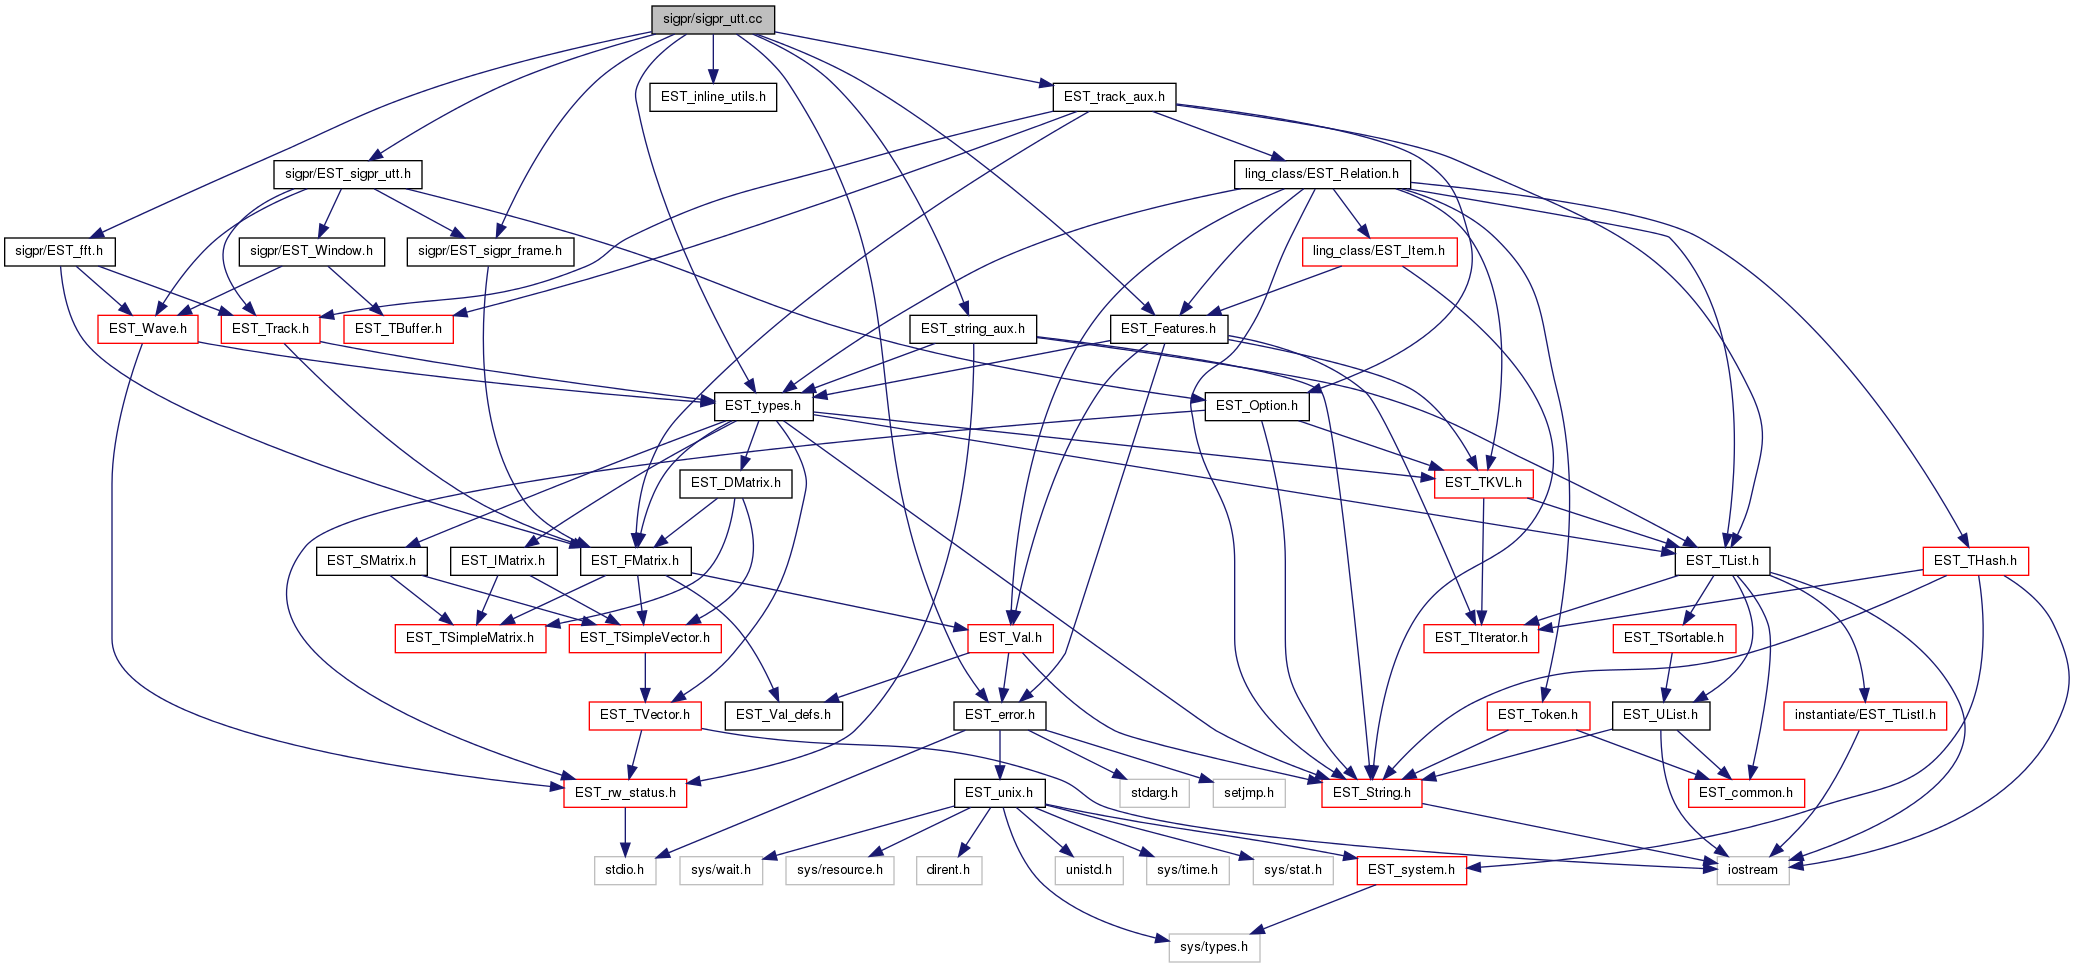 sigpr/sigpr_utt.cc
EST_inline_utils.h
EST_track_aux.h
sigpr/EST_sigpr_utt.h
ling_class/EST_Relation.h
sigpr/EST_fft.h
sigpr/EST_Window.h
sigpr/EST_sigpr_frame.h
ling_class/EST_Item.h
EST_Wave.h
EST_Track.h
EST_TBuffer.h
EST_string_aux.h
EST_Features.h
EST_types.h
EST_Option.h
EST_DMatrix.h
EST_TKVL.h
EST_SMatrix.h
EST_IMatrix.h
EST_FMatrix.h
EST_TList.h
EST_THash.h
EST_TSimpleMatrix.h
EST_TSimpleVector.h
EST_Val.h
EST_TIterator.h
EST_TSortable.h
EST_TVector.h
EST_Val_defs.h
EST_error.h
EST_Token.h
EST_UList.h
instantiate/EST_TListI.h
EST_rw_status.h
EST_unix.h
stdarg.h
setjmp.h
EST_String.h
EST_common.h
stdio.h
sys/wait.h
sys/resource.h
dirent.h
unistd.h
sys/time.h
sys/stat.h
EST_system.h
iostream
sys/types.h